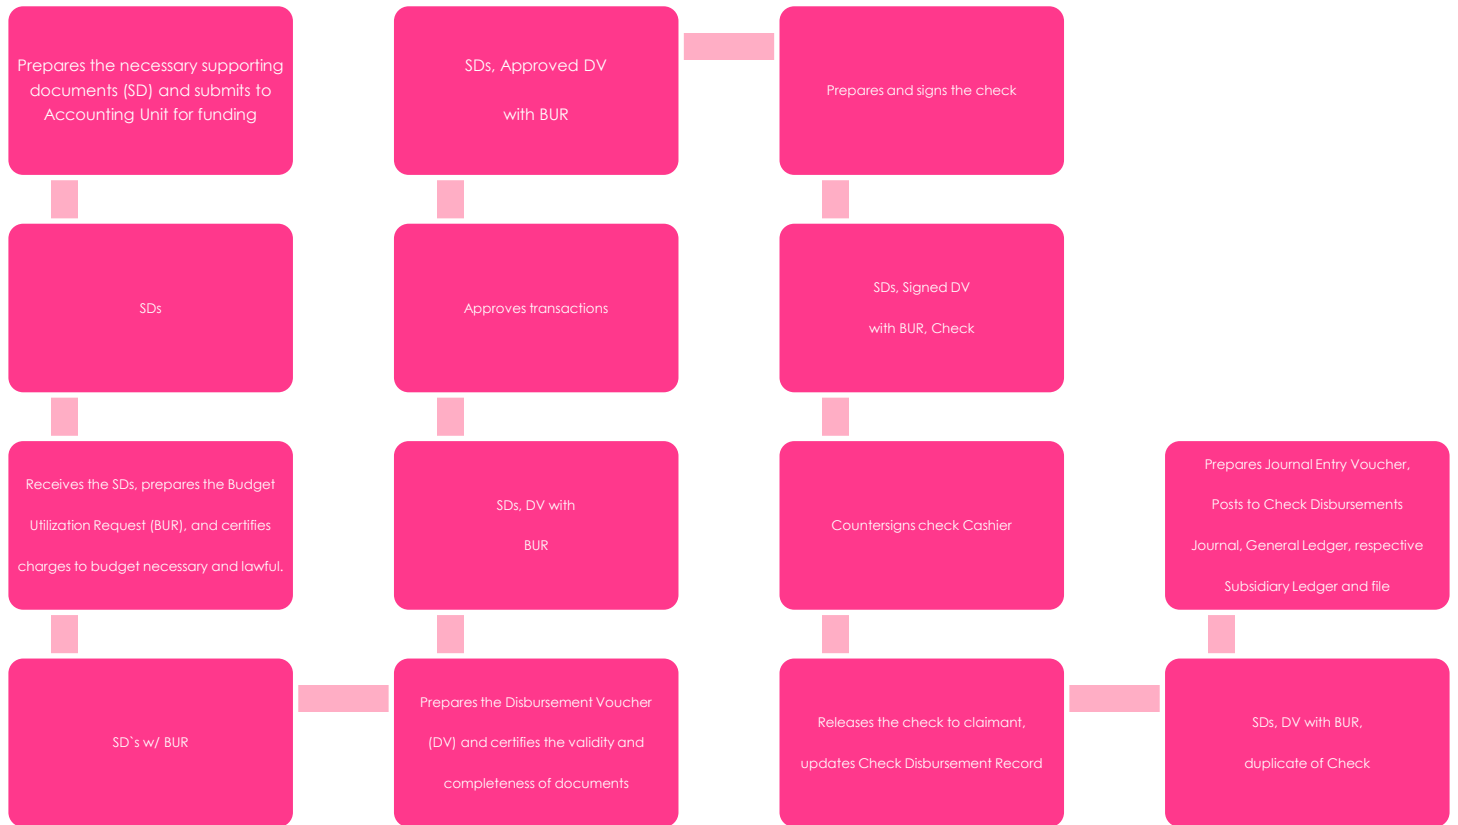 Prepares the necessary supporting
documents (SD) and submits to
Accounting Unit for funding
SDs
Receives the SDs, prepares the Budget
Utilization Request (BUR), and certifies
charges to budget necessary and lawful.
SD`s w/ BUR
Prepares the Disbursement Voucher
(DV) and certifies the validity and
completeness of documents
SDs, DV with
BUR
Approves transactions
SDs, Approved DV
with BUR
Prepares and signs the check
SDs, Signed DV
with BUR, Check
Countersigns check Cashier
Releases the check to claimant,
updates Check Disbursement Record
SDs, DV with BUR,
duplicate of Check
Prepares Journal Entry Voucher,
Posts to Check Disbursements
Journal, General Ledger, respective
Subsidiary Ledger and file